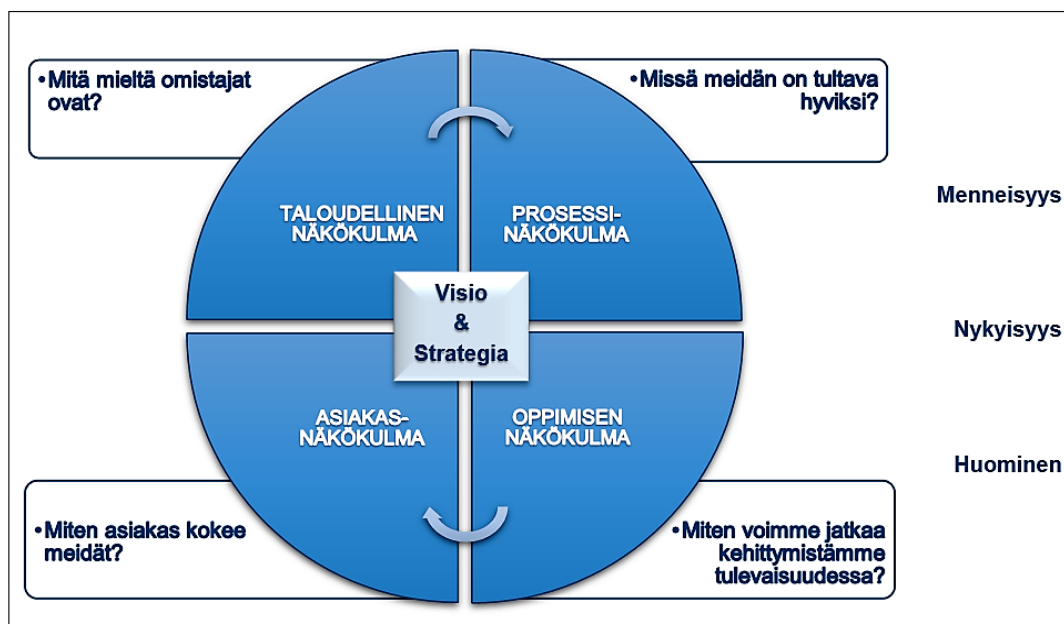 •Mitä mieltä omistajat
ovat?
•Missä meidän on tultava
hyviksi?
TALOUDELLINEN
NÄKÖKULMA
PROSESSI-
NÄKÖKULMA
Menneisyys
Visio
&
Strategia
Nykyisyys
ASIAKAS-
NÄKÖKULMA
OPPIMISEN
NÄKÖKULMA
Huominen
•Miten asiakas kokee
meidät?
•Miten voimme jatkaa
kehittymistämme
tulevaisuudessa?